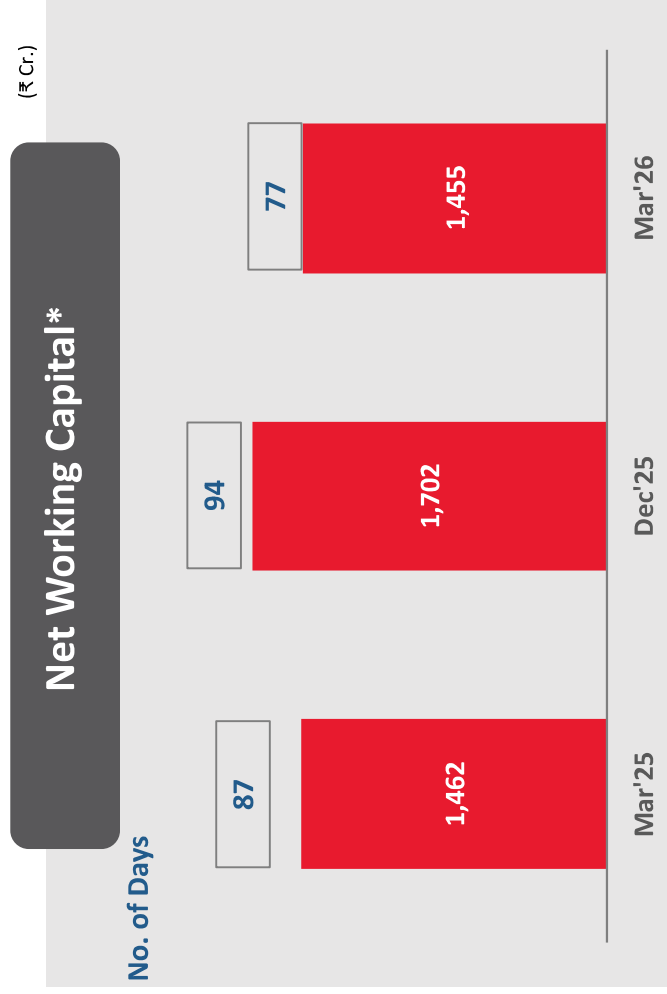 (₹ Cr.)
Net Working Capital*
No. of Days
87
94
77
1,462
1,702
1,455
Mar'25
Dec'25
Mar'26